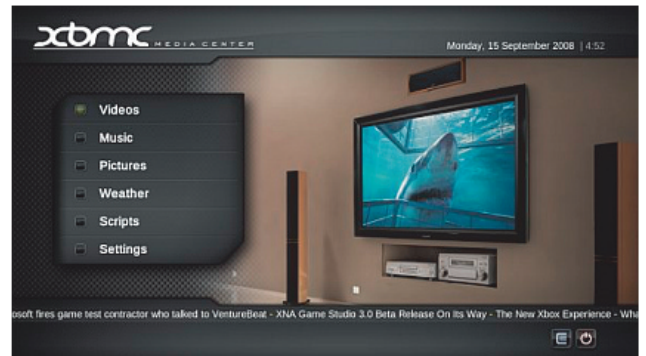 xbmc MEDIA CENTER
Monday, 15 September 2008 | 4:52
Videos
Music
Pictures
Weather
Scripts
Settings
osoft fires game test contractor who talked to VentureBeat - XNA Game Studio 3.0 Beta Release On Its Way - The New Xbox Experience - Wha